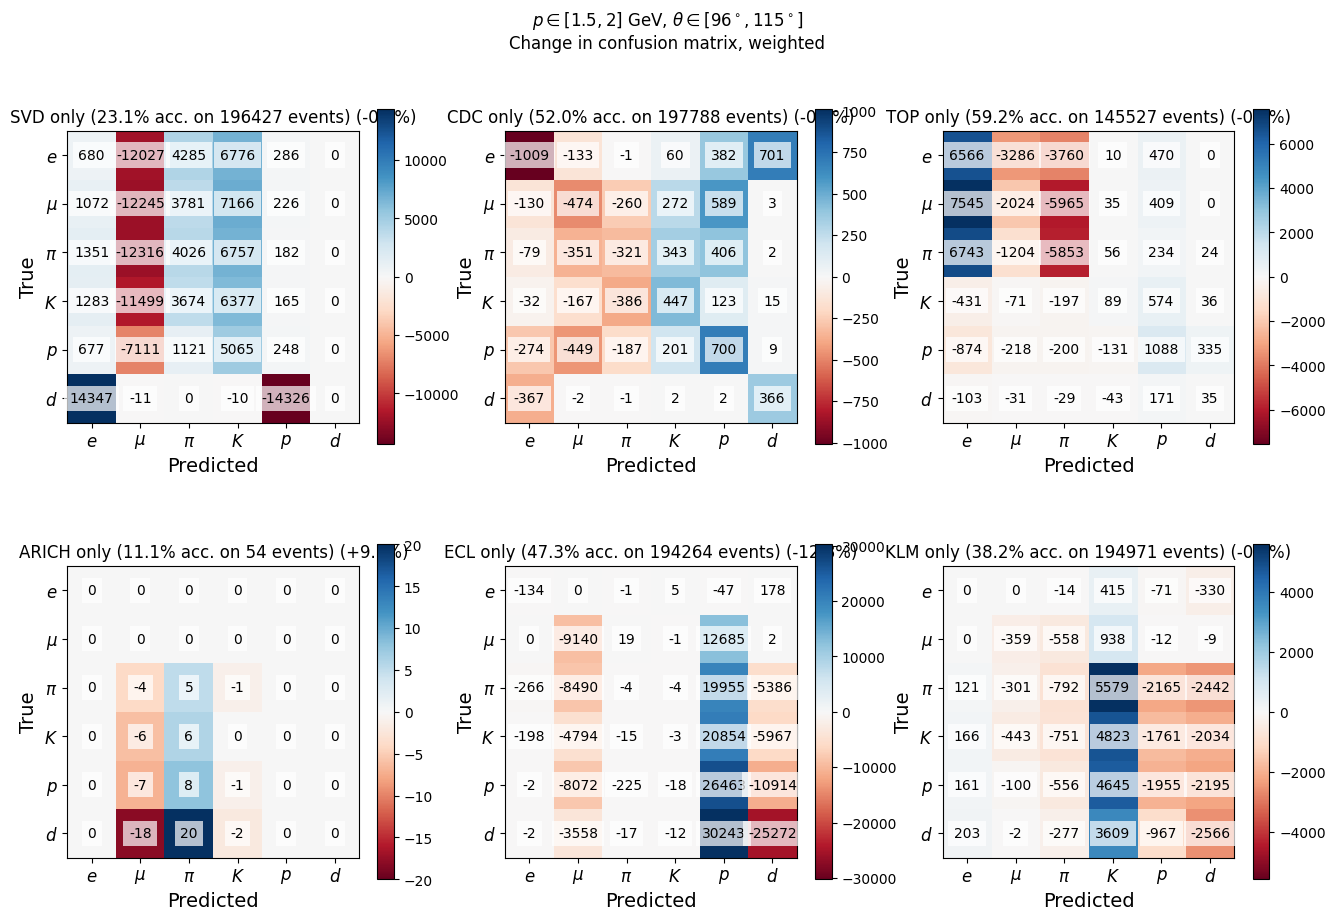 p ∈ [1.5, 2] GeV, θ ∈ [96°, 115°]
Change in confusion matrix, weighted
SVD only (23.1% acc. on 196427 events)
CDC only (52.0% acc. on 197788 events)
TOP only (59.2% acc. on 145527 events)
True
e 680 -12027 4285 6776 286 0
μ 1072 -12245 3781 7166 226 0
π 1351 -12316 4026 6757 182 0
K 1283 -11499 3674 6377 165 0
p 677 -7111 1121 5065 248 0
d 14347 -11 0 -10 -14326 0
e μ π K p d
Predicted
10000
5000
0
−5000
−10000
True
e -1009 -133 -1 60 382 701
μ -130 -474 -260 272 589 3
π -79 -351 -321 343 406 2
K -32 -167 -386 447 123 15
p -274 -449 -187 201 700 9
d -367 -2 -1 2 2 366
e μ π K p d
Predicted
1000
750
500
250
0
−250
−500
−750
−1000
True
e 6566 -3286 -3760 10 470 0
μ 7545 -2024 -5965 35 409 0
π 6743 -1204 -5853 56 234 24
K -431 -71 -197 89 574 36
p -874 -218 -200 -131 1088 335
d -103 -31 -29 -43 171 35
e μ π K p d
Predicted
6000
4000
2000
0
−2000
−4000
−6000
ARICH only (11.1% acc. on 54 events)
ECL only (47.3% acc. on 194264 events)
KLM only (38.2% acc. on 194971 events)
True
e 0 0 0 0 0 0
μ 0 0 0 0 0 0
π 0 -4 5 -1 0 0
K 0 -6 6 0 0 0
p 0 -7 8 -1 0 0
d 0 -18 20 -2 0 0
e μ π K p d
Predicted
20
15
10
5
0
−5
−10
−15
−20
True
e -134 0 -1 5 -47 178
μ 0 -9140 19 -1 12685 2
π -266 -8490 -4 -4 19955 -5386
K -198 -4794 -15 -3 20854 -5967
p -2 -8072 -225 -18 26463 -10914
d -2 -3558 -17 -12 30243 -25272
e μ π K p d
Predicted
30000
20000
10000
0
−10000
−20000
−30000
True
e 0 0 -14 415 -71 -330
μ 0 -359 -558 938 -12 -9
π 121 -301 -792 5579 -2165 -2442
K 166 -443 -751 4823 -1761 -2034
p 161 -100 -556 4645 -1955 -2195
d 203 -2 -277 3609 -967 -2566
e μ π K p d
Predicted
4000
2000
0
−2000
−4000